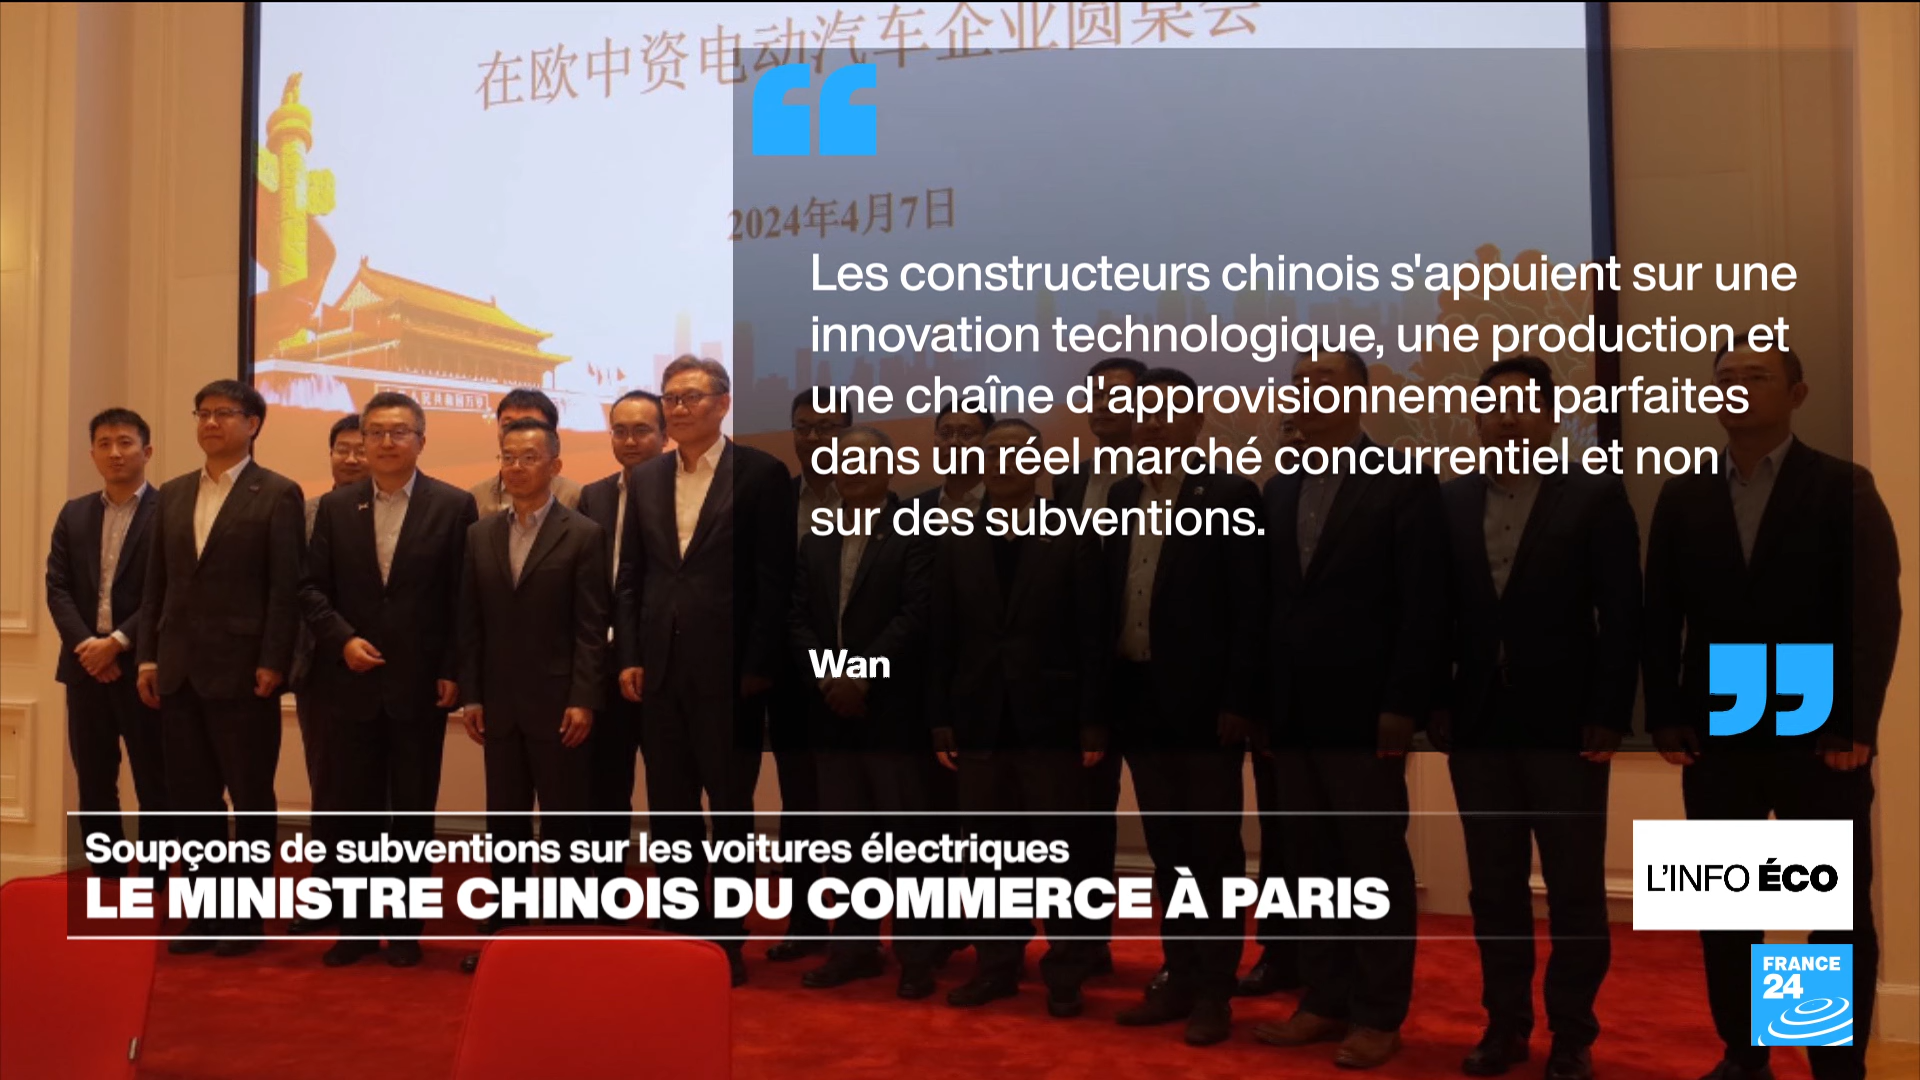 在欧中资电动汽车企业圆桌会
2024年4月7日
Les constructeurs chinois s'appuient sur une
innovation technologique, une production et
une chaîne d'approvisionnement parfaites
dans un réel marché concurrentiel et non
sur des subventions.
Wan
Soupçons de subventions sur les voitures électriques
LE MINISTRE CHINOIS DU COMMERCE À PARIS
L'INFO ÉCO
FRANCE
24